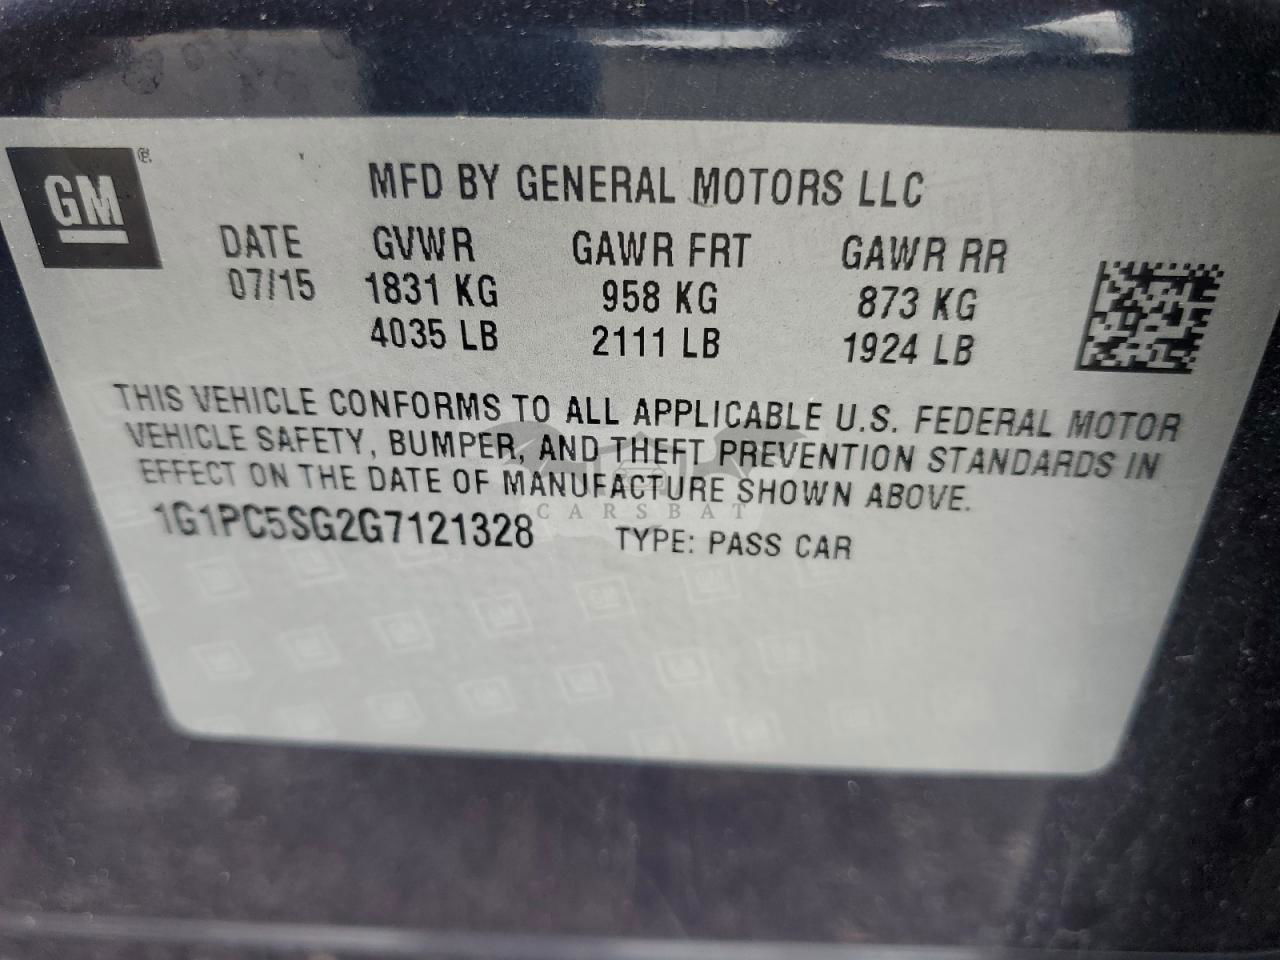 GM
MFD BY GENERAL MOTORS LLC
DATE GVWR GAWR FRT GAWR RR
07/15 1831 KG 958 KG 873 KG
4035 LB 2111 LB 1924 LB
THIS VEHICLE CONFORMS TO ALL APPLICABLE U.S. FEDERAL MOTOR
VEHICLE SAFETY, BUMPER, AND THEFT PREVENTION STANDARDS IN
EFFECT ON THE DATE OF MANUFACTURE SHOWN ABOVE.
CARSBAT
1G1PC5SG2G7121328 TYPE: PASS CAR